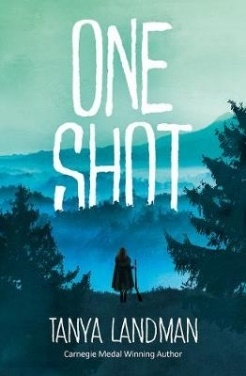 ONE
SHOT
TANYA LANDMAN
Carnegie Medal Winning Author